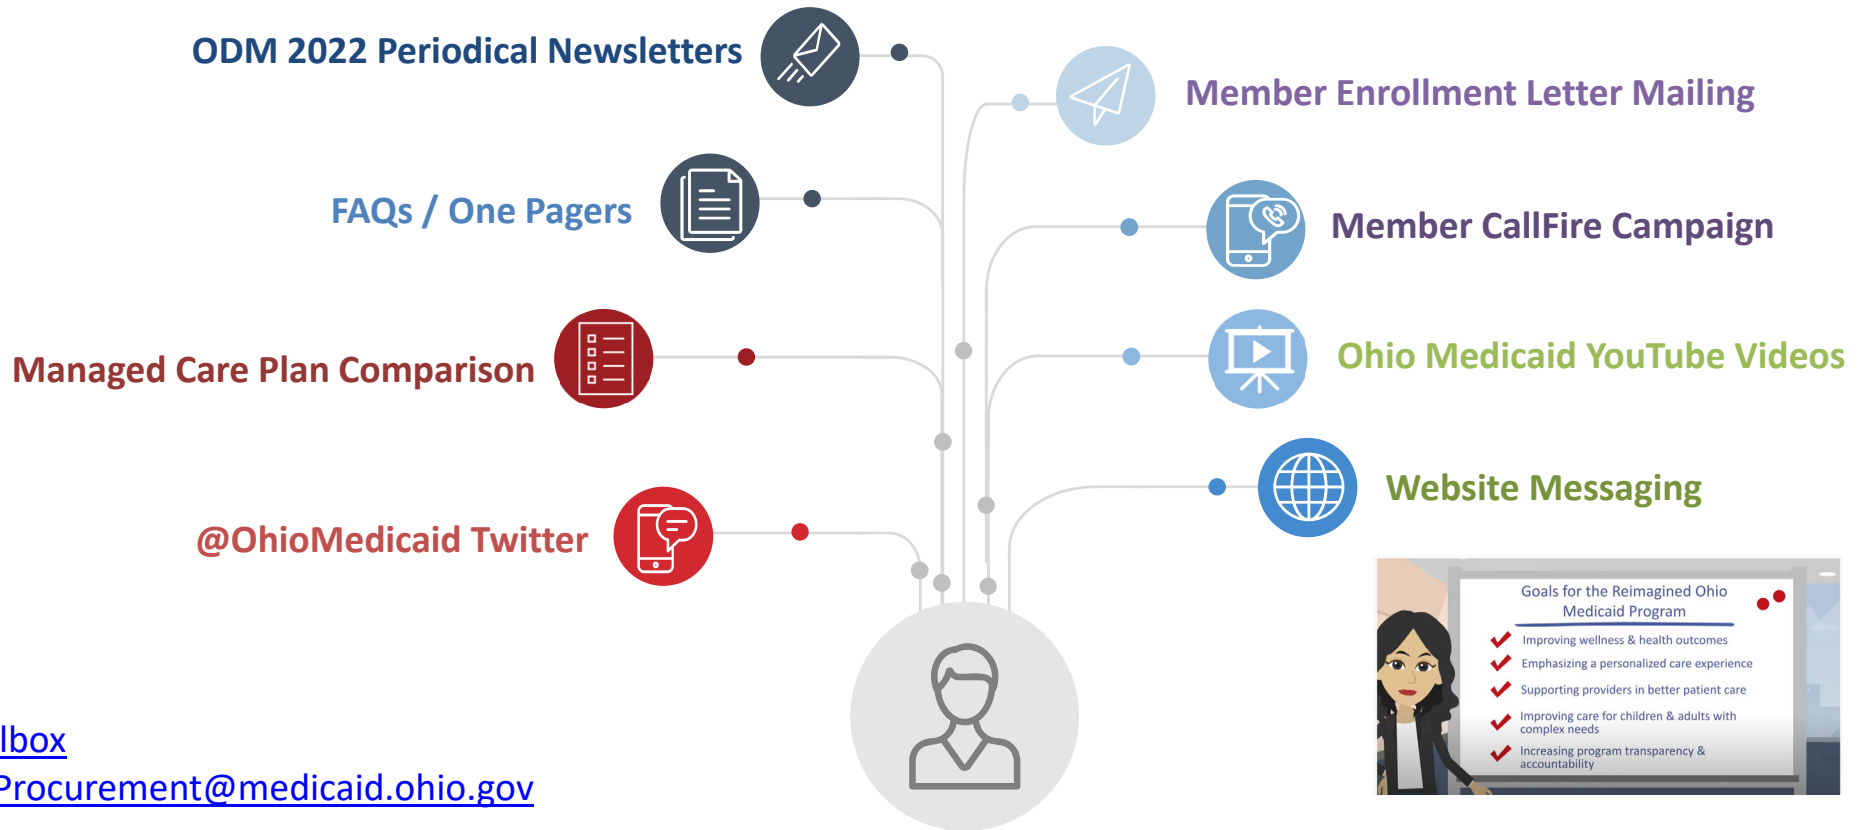 ODM 2022 Periodical Newsletters
Member Enrollment Letter Mailing
FAQs / One Pagers
Member CallFire Campaign
Managed Care Plan Comparison
Ohio Medicaid YouTube Videos
@OhioMedicaid Twitter
Website Messaging
Goals for the Reimagined Ohio
Medicaid Program
Improving wellness & health outcomes
Emphasizing a personalized care experience
Supporting providers in better patient care
Improving care for children & adults with
complex needs
Increasing program transparency &
accountability
lbox
Procurement@medicaid.ohio.gov